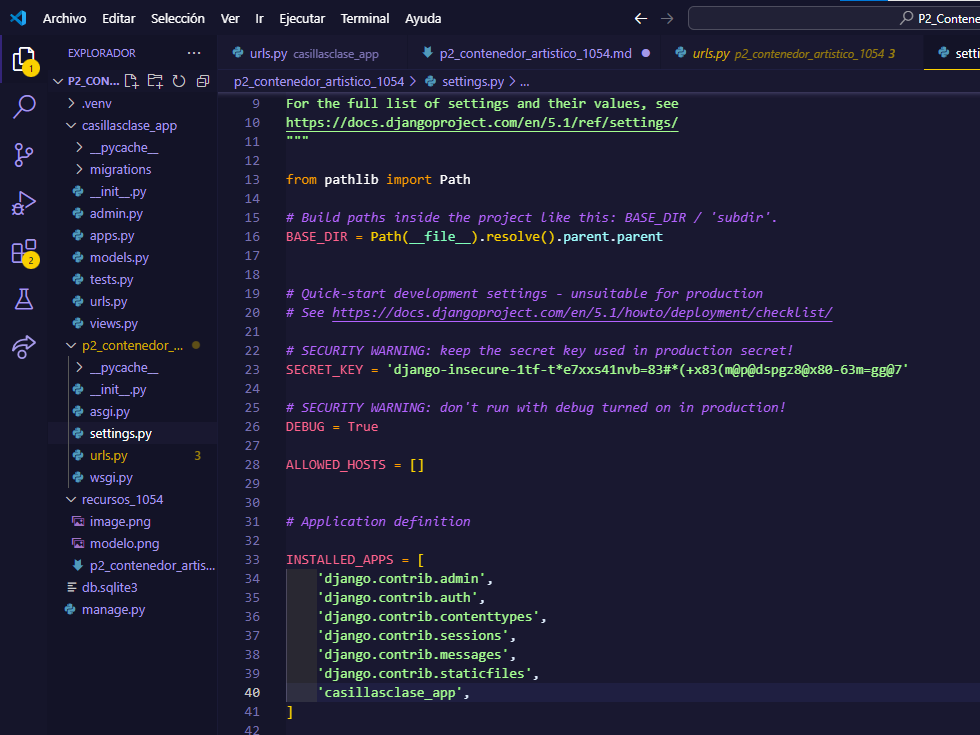 Archivo Editar Selección Ver Ir Ejecutar Terminal Ayuda
P2_Contene
EXPLORADOR
urls.py casillasclase_app
p2_contenedor_artistico_1054.md
urls.py p2_contenedor_artistico_1054 3
setti
P2_CON...
p2_contenedor_artistico_1054 > settings.py > ...
.venv
casillasclase_app
__pycache__
migrations
__init__.py
admin.py
apps.py
models.py
tests.py
urls.py
views.py
p2_contenedor_...
__pycache__
__init__.py
asgi.py
settings.py
urls.py 3
wsgi.py
recursos_1054
image.png
modelo.png
p2_contenedor_artis...
db.sqlite3
manage.py
1
2
9 For the full list of settings and their values, see
10 https://docs.djangoproject.com/en/5.1/ref/settings/
11 """
12
13 from pathlib import Path
14
15 # Build paths inside the project like this: BASE_DIR / 'subdir'.
16 BASE_DIR = Path(__file__).resolve().parent.parent
17
18
19 # Quick-start development settings - unsuitable for production
20 # See https://docs.djangoproject.com/en/5.1/howto/deployment/checklist/
21
22 # SECURITY WARNING: keep the secret key used in production secret!
23 SECRET_KEY = 'django-insecure-1tf-t*e7xxs41nvb=83#*(+x83(m@p@dspgz8@x80-63m=gg@7'
24
25 # SECURITY WARNING: don't run with debug turned on in production!
26 DEBUG = True
27
28 ALLOWED_HOSTS = []
29
30
31 # Application definition
32
33 INSTALLED_APPS = [
34 'django.contrib.admin',
35 'django.contrib.auth',
36 'django.contrib.contenttypes',
37 'django.contrib.sessions',
38 'django.contrib.messages',
39 'django.contrib.staticfiles',
40 'casillasclase_app',
41 ]
42